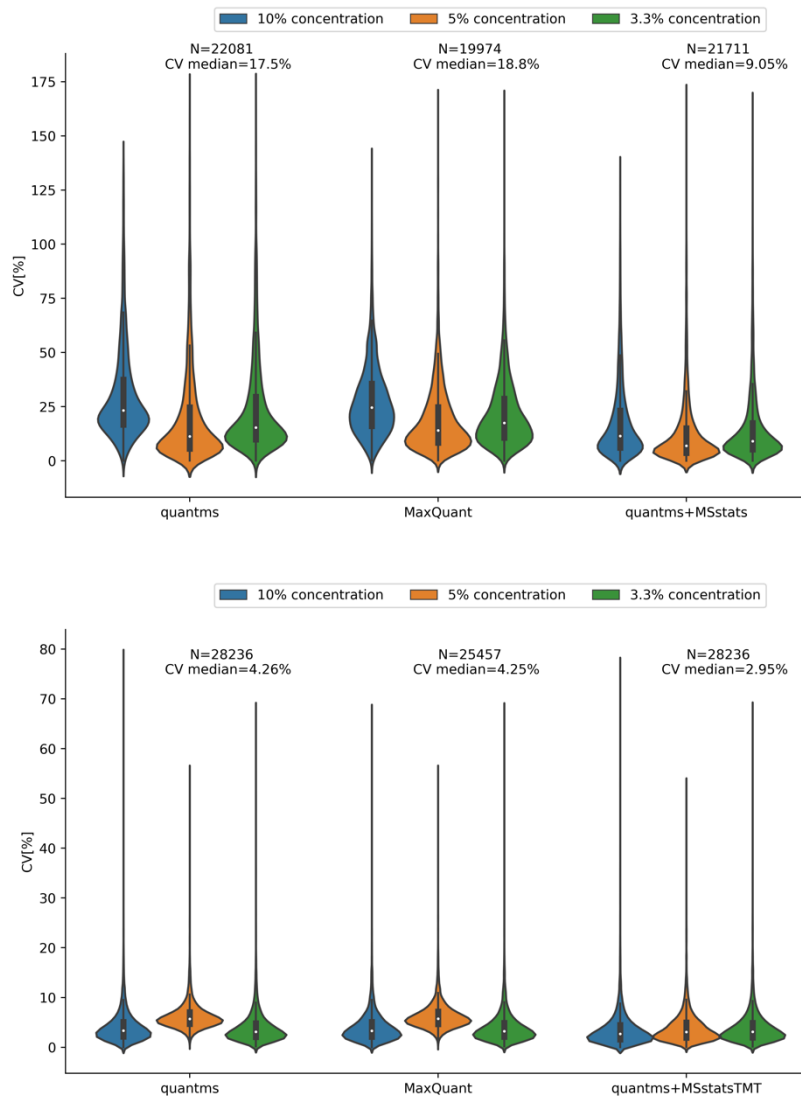 10% concentration 5% concentration 3.3% concentration
N=22081 N=19974 N=21711
CV median=17.5% CV median=18.8% CV median=9.05%
175
150
125
100
75
50
25
0
CV[%]
quantms MaxQuant quantms+MSstats
10% concentration 5% concentration 3.3% concentration
N=28236 N=25457 N=28236
CV median=4.26% CV median=4.25% CV median=2.95%
80
70
60
50
40
30
20
10
0
CV[%]
quantms MaxQuant quantms+MSstatsTMT